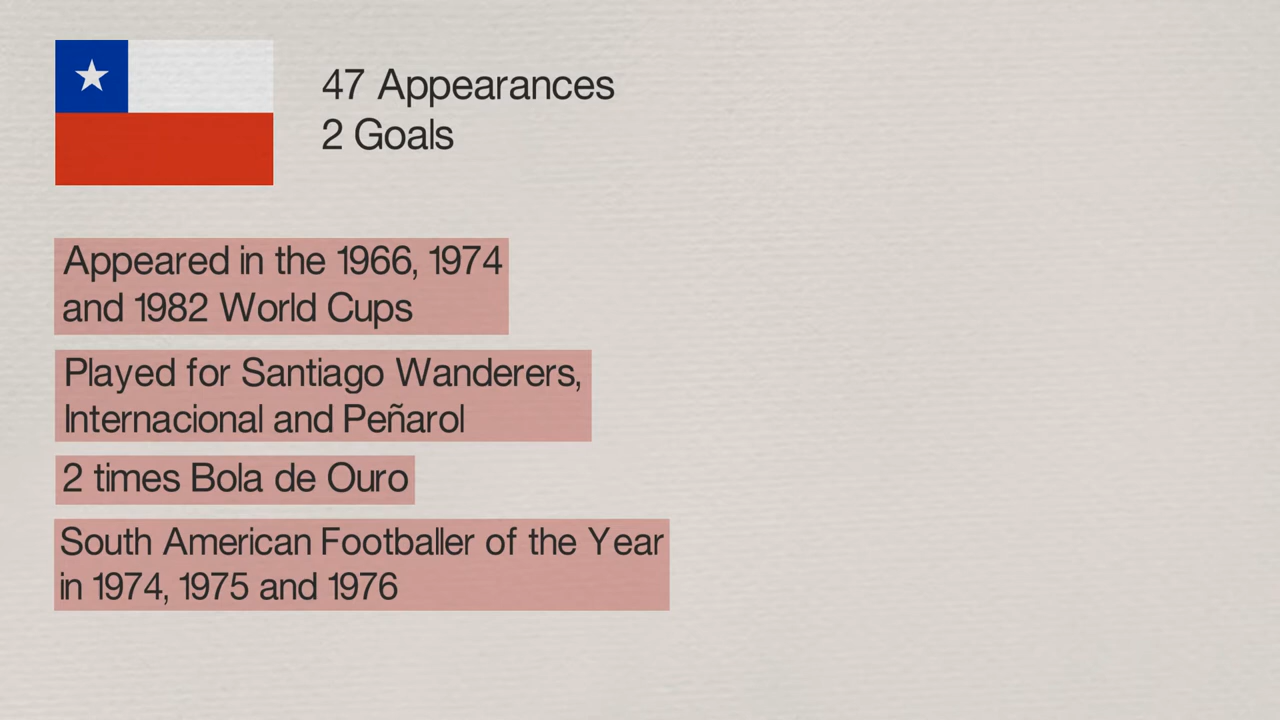 47 Appearances
2 Goals
Appeared in the 1966, 1974
and 1982 World Cups
Played for Santiago Wanderers,
Internacional and Peñarol
2 times Bola de Ouro
South American Footballer of the Year
in 1974, 1975 and 1976